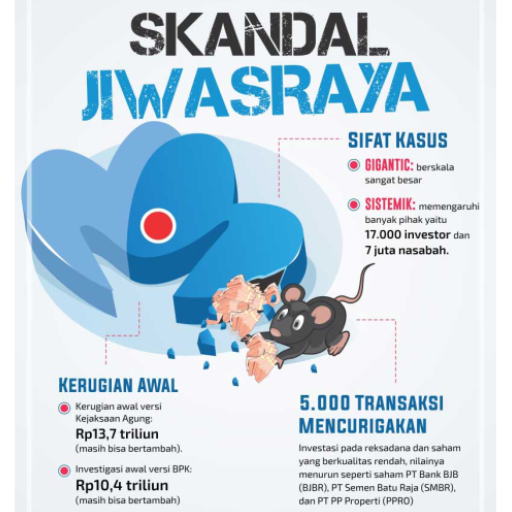 SKANDAL
JIWASRAYA
SIFAT KASUS
GIGANTIC: berskala
sangat besar
SISTEMIK: memengaruhi
banyak pihak yaitu
17.000 investor dan
7 juta nasabah.
KERUGIAN AWAL
Kerugian awal versi
Kejaksaan Agung:
Rp13,7 triliun
(masih bisa bertambah).
Investigasi awal versi BPK:
Rp10,4 triliun
(masih bisa bertambah)
5.000 TRANSAKSI
MENCURIGAKAN
Investasi pada reksadana dan saham
yang berkualitas rendah, nilainya
menurun seperti saham PT Bank BJB
(BJBR), PT Semen Batu Raja (SMBR),
dan PT PP Properti (PPRO)